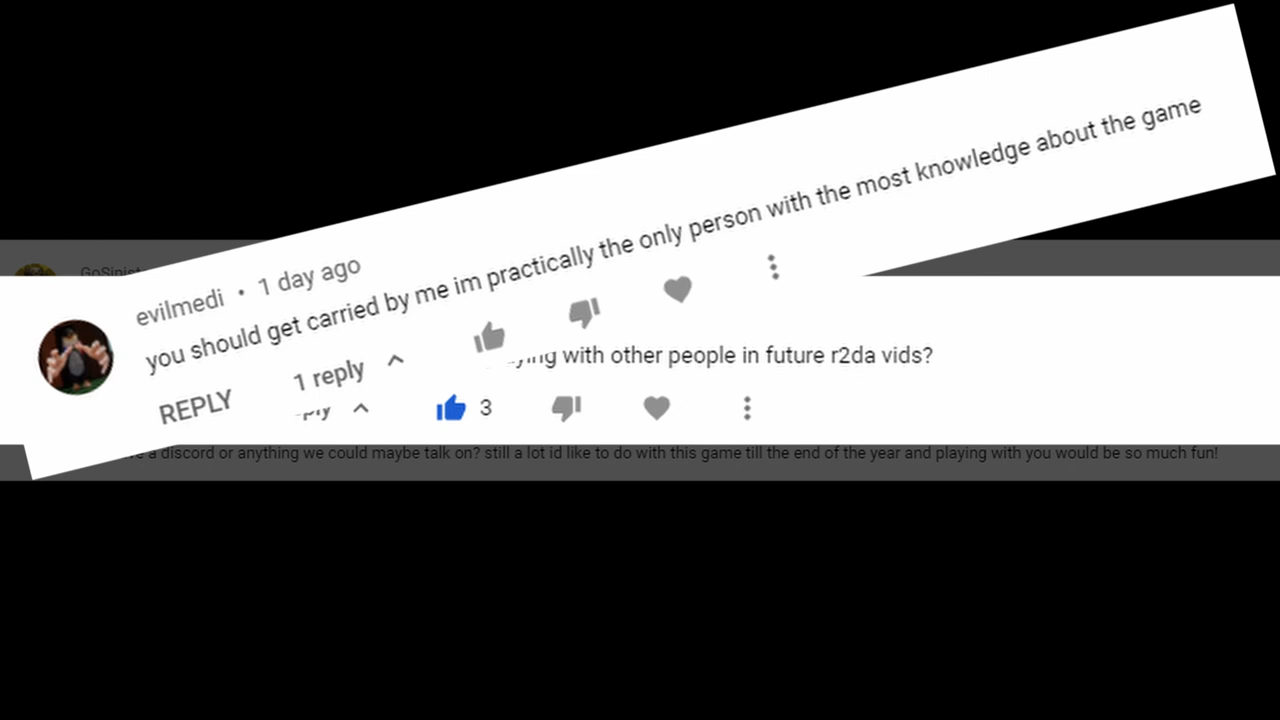 evilmedi • 1 day ago
you should get carried by me im practically the only person with the most knowledge about the game
REPLY
1 reply
with other people in future r2da vids?
3
a discord or anything we could maybe talk on? still a lot id like to do with this game till the end of the year and playing with you would be so much fun!